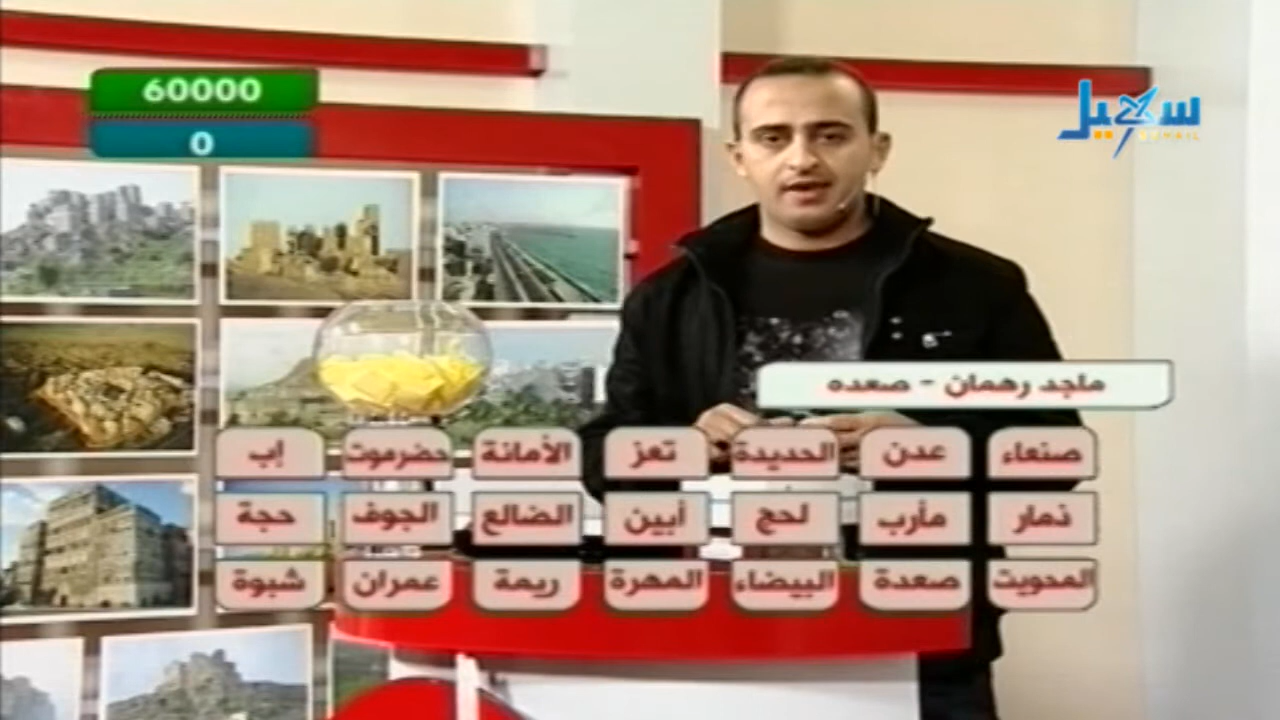 60000
0
سهيل
SUHAIL
ماجد رهمان - صعده
صنعاء عدن الحديدة تعز الأمانة حضرموت إب
ذمار مأرب لحج أبين الضالع الجوف حجة
المحويت صعدة البيضاء المهرة ريمة عمران شبوة